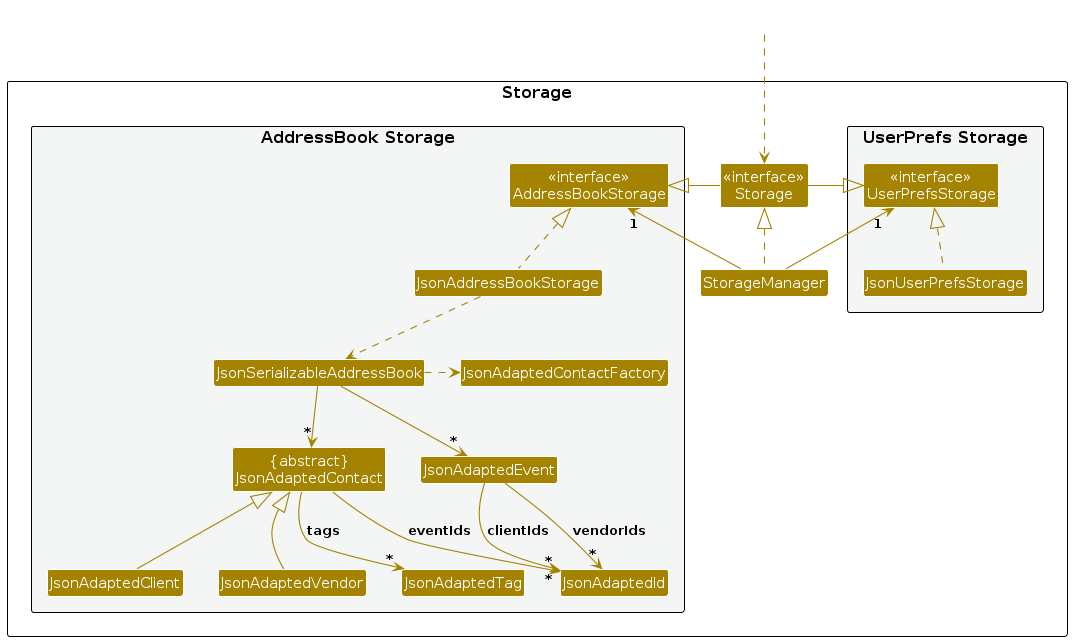 Storage
AddressBook Storage
UserPrefs Storage
«interface»
AddressBookStorage
«interface»
Storage
«interface»
UserPrefsStorage
1
1
JsonAddressBookStorage
StorageManager
JsonUserPrefsStorage
JsonSerializableAddressBook
JsonAdaptedContactFactory
*
*
{abstract}
JsonAdaptedContact
JsonAdaptedEvent
tags
eventIds
clientIds
vendorIds
*
*
*
*
JsonAdaptedClient
JsonAdaptedVendor
JsonAdaptedTag
JsonAdaptedId